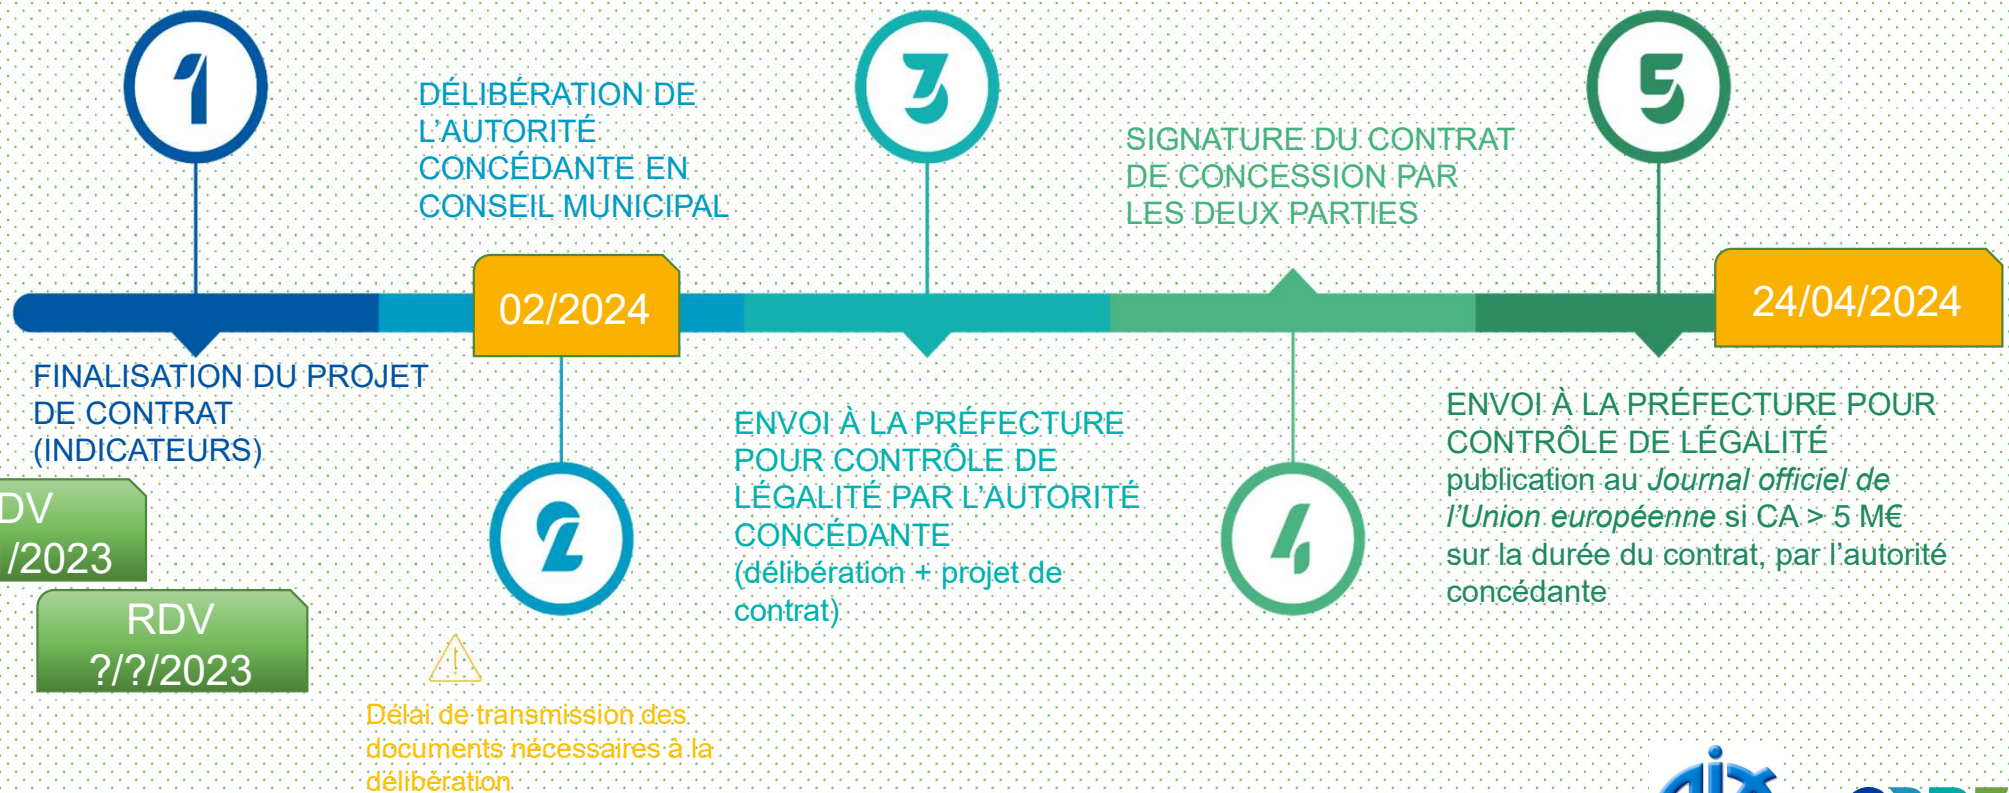 1
FINALISATION DU PROJET
DE CONTRAT
(INDICATEURS)
/2023
RDV
?/?/2023
DÉLIBÉRATION DE
L'AUTORITÉ
CONCÉDANTE EN
CONSEIL MUNICIPAL
02/2024
2
Délai de transmission des
documents nécessaires à la
délibération
3
ENVOI À LA PRÉFECTURE
POUR CONTRÔLE DE
LÉGALITÉ PAR L'AUTORITÉ
CONCÉDANTE
(délibération + projet de
contrat)
SIGNATURE DU CONTRAT
DE CONCESSION PAR
LES DEUX PARTIES
4
5
24/04/2024
ENVOI À LA PRÉFECTURE POUR
CONTRÔLE DE LÉGALITÉ
publication au Journal officiel de
l'Union européenne si CA > 5 M€
sur la durée du contrat, par l'autorité
concédante
aix